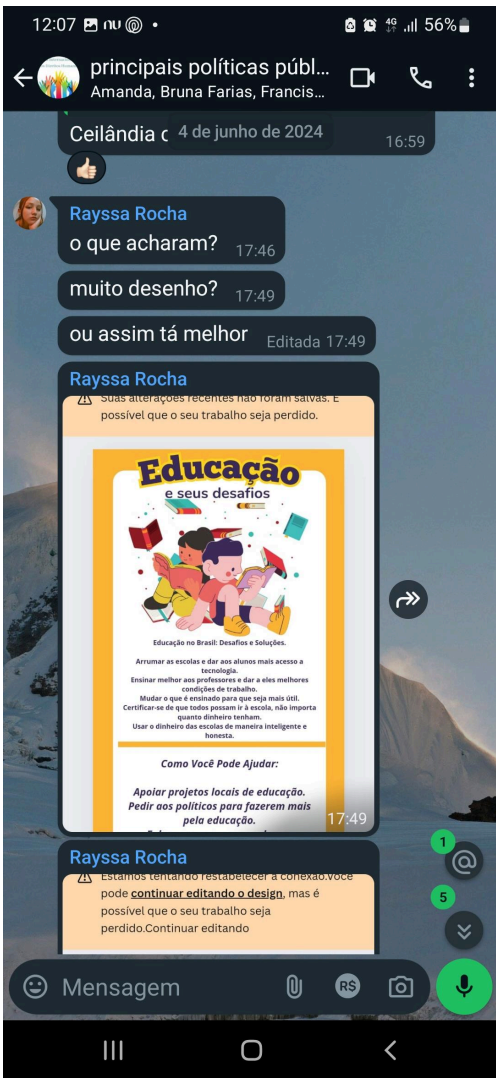 12:07
4G 56%
principais políticas públ...
Amanda, Bruna Farias, Francis...
Ceilândia
4 de junho de 2024
16:59
Rayssa Rocha
o que acharam? 17:46
muito desenho? 17:49
ou assim tá melhor Editada 17:49
Rayssa Rocha
Suas alterações recentes não foram salvas. É
possível que o seu trabalho seja perdido.
Educação
e seus desafios
Educação no Brasil: Desafios e Soluções.
Arrumar as escolas e dar aos alunos mais acesso a
tecnologia.
Ensinar melhor aos professores e dar a eles melhores
condições de trabalho.
Mudar o que é ensinado para que seja mais útil.
Certificar-se de que todos possam ir à escola, não importa
quanto dinheiro tenham.
Usar o dinheiro das escolas de maneira inteligente e
honesta.
Como Você Pode Ajudar:
Apoiar projetos locais de educação.
Pedir aos políticos para fazerem mais
pela educação.
17:49
1
@
Rayssa Rocha
Estamos tentando restabelecer a conexão.Você
pode continuar editando o design, mas é
possível que o seu trabalho seja
perdido.Continuar editando
5
Mensagem
R$